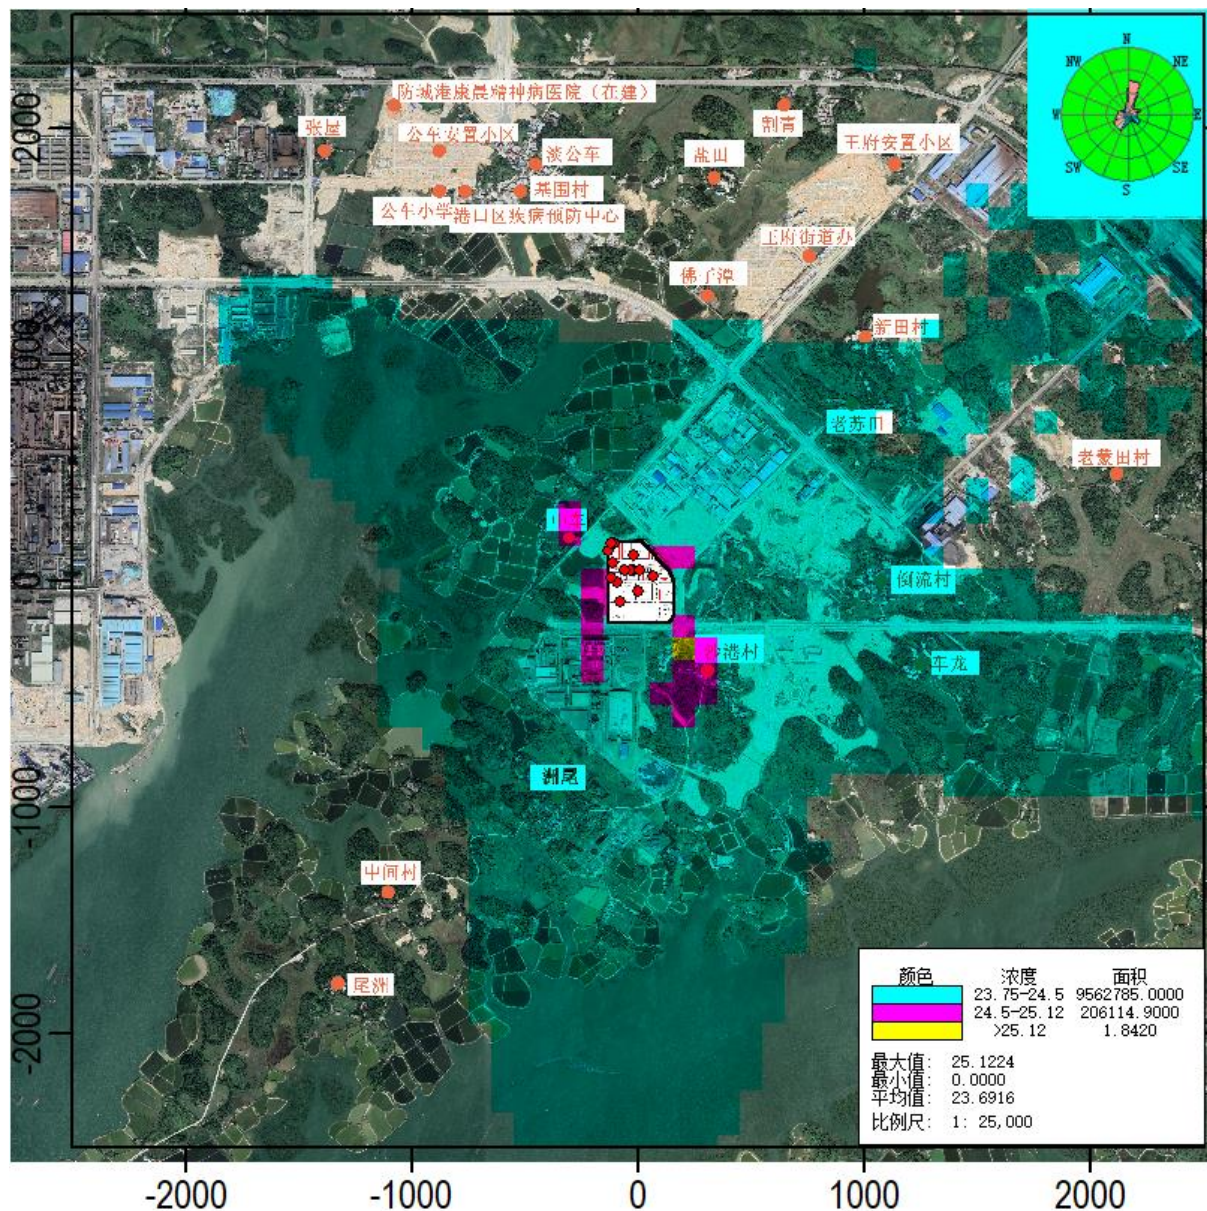 N
NW
NE
W
E
SW
SE
S
防城港康晨精神病医院（在建）
张屋
公车安置小区
淡公车
盐田
割青
王府安置小区
公车小学
港口区疾病预防中心
基围村
王府街道办
佛子潭
新田村
老苏田
老蒙田村
倒流村
沙港村
车龙
洲尾
中间村
尾洲
颜色 浓度 面积
23.75-24.5 9562785.0000
24.5-25.12 206114.9000
>25.12 1.8420
最大值: 25.1224
最小值: 0.0000
平均值: 23.6916
比例尺: 1: 25,000
2000
1000
0
-1000
-2000
-2000 -1000 0 1000 2000